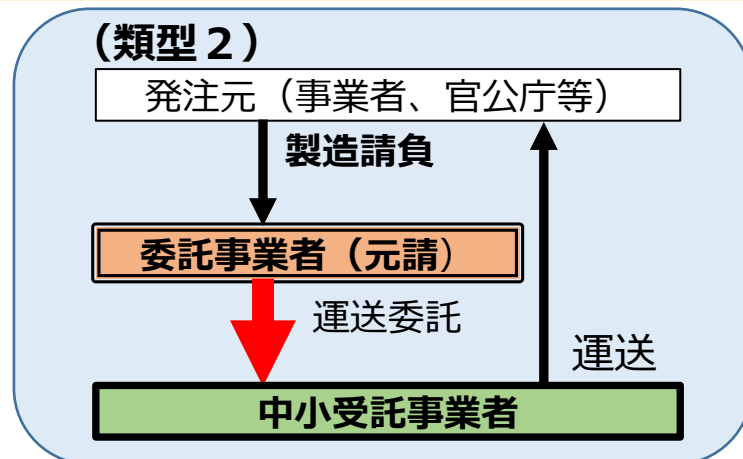 （類型２）
発注元（事業者、官公庁等）
製造請負
委託事業者（元請）
運送委託
運送
中小受託事業者